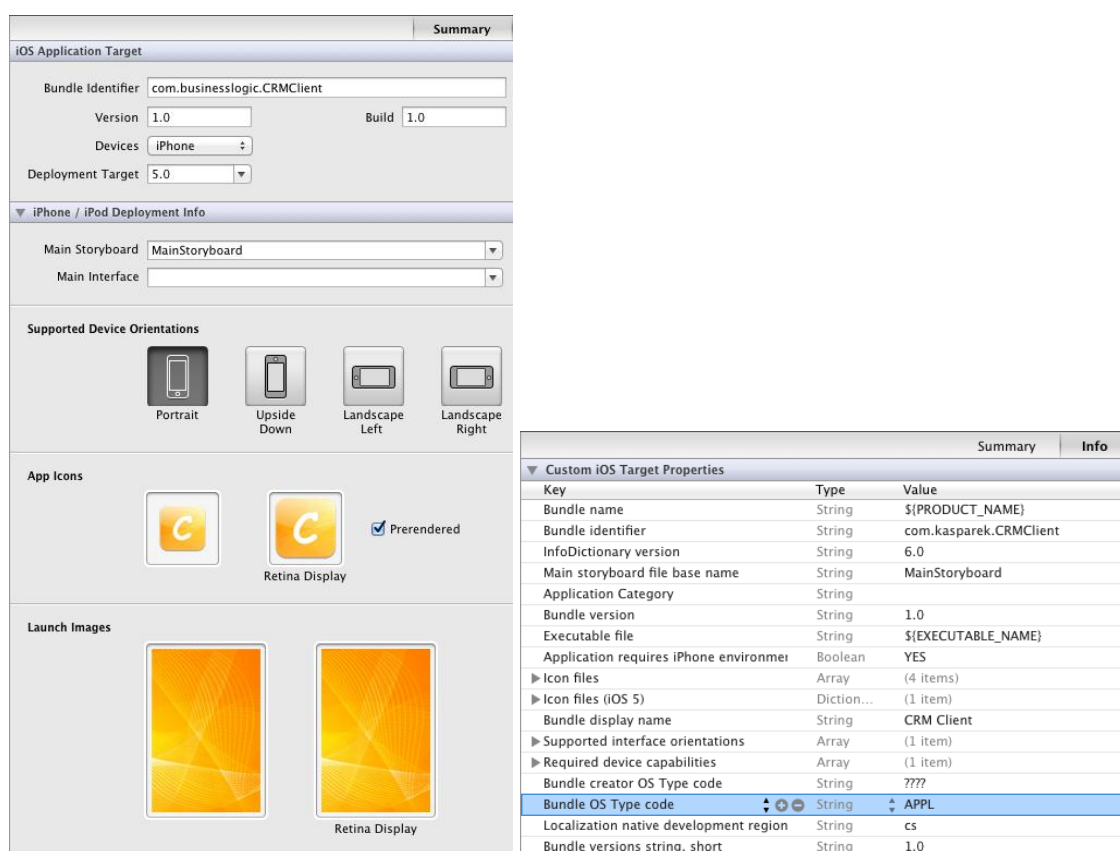 Summary
iOS Application Target
Bundle Identifier com.businesslogic.CRMClient
Version 1.0 Build 1.0
Devices iPhone
Deployment Target 5.0
iPhone / iPod Deployment Info
Main Storyboard MainStoryboard
Main Interface
Supported Device Orientations
Portrait Upside Down Landscape Left Landscape Right
App Icons
C C Prerendered
Retina Display
Launch Images
Retina Display
Summary Info
Custom iOS Target Properties
Key Type Value
Bundle name String ${PRODUCT_NAME}
Bundle identifier String com.kasparek.CRMClient
InfoDictionary version String 6.0
Main storyboard file base name String MainStoryboard
Application Category String
Bundle version String 1.0
Executable file String ${EXECUTABLE_NAME}
Application requires iPhone environmer Boolean YES
Icon files Array (4 items)
Icon files (iOS 5) Diction... (1 item)
Bundle display name String CRM Client
Supported interface orientations Array (1 item)
Required device capabilities Array (1 item)
Bundle creator OS Type code String ????
Bundle OS Type code String APPL
Localization native development region String cs
Bundle versions string, short String 1.0